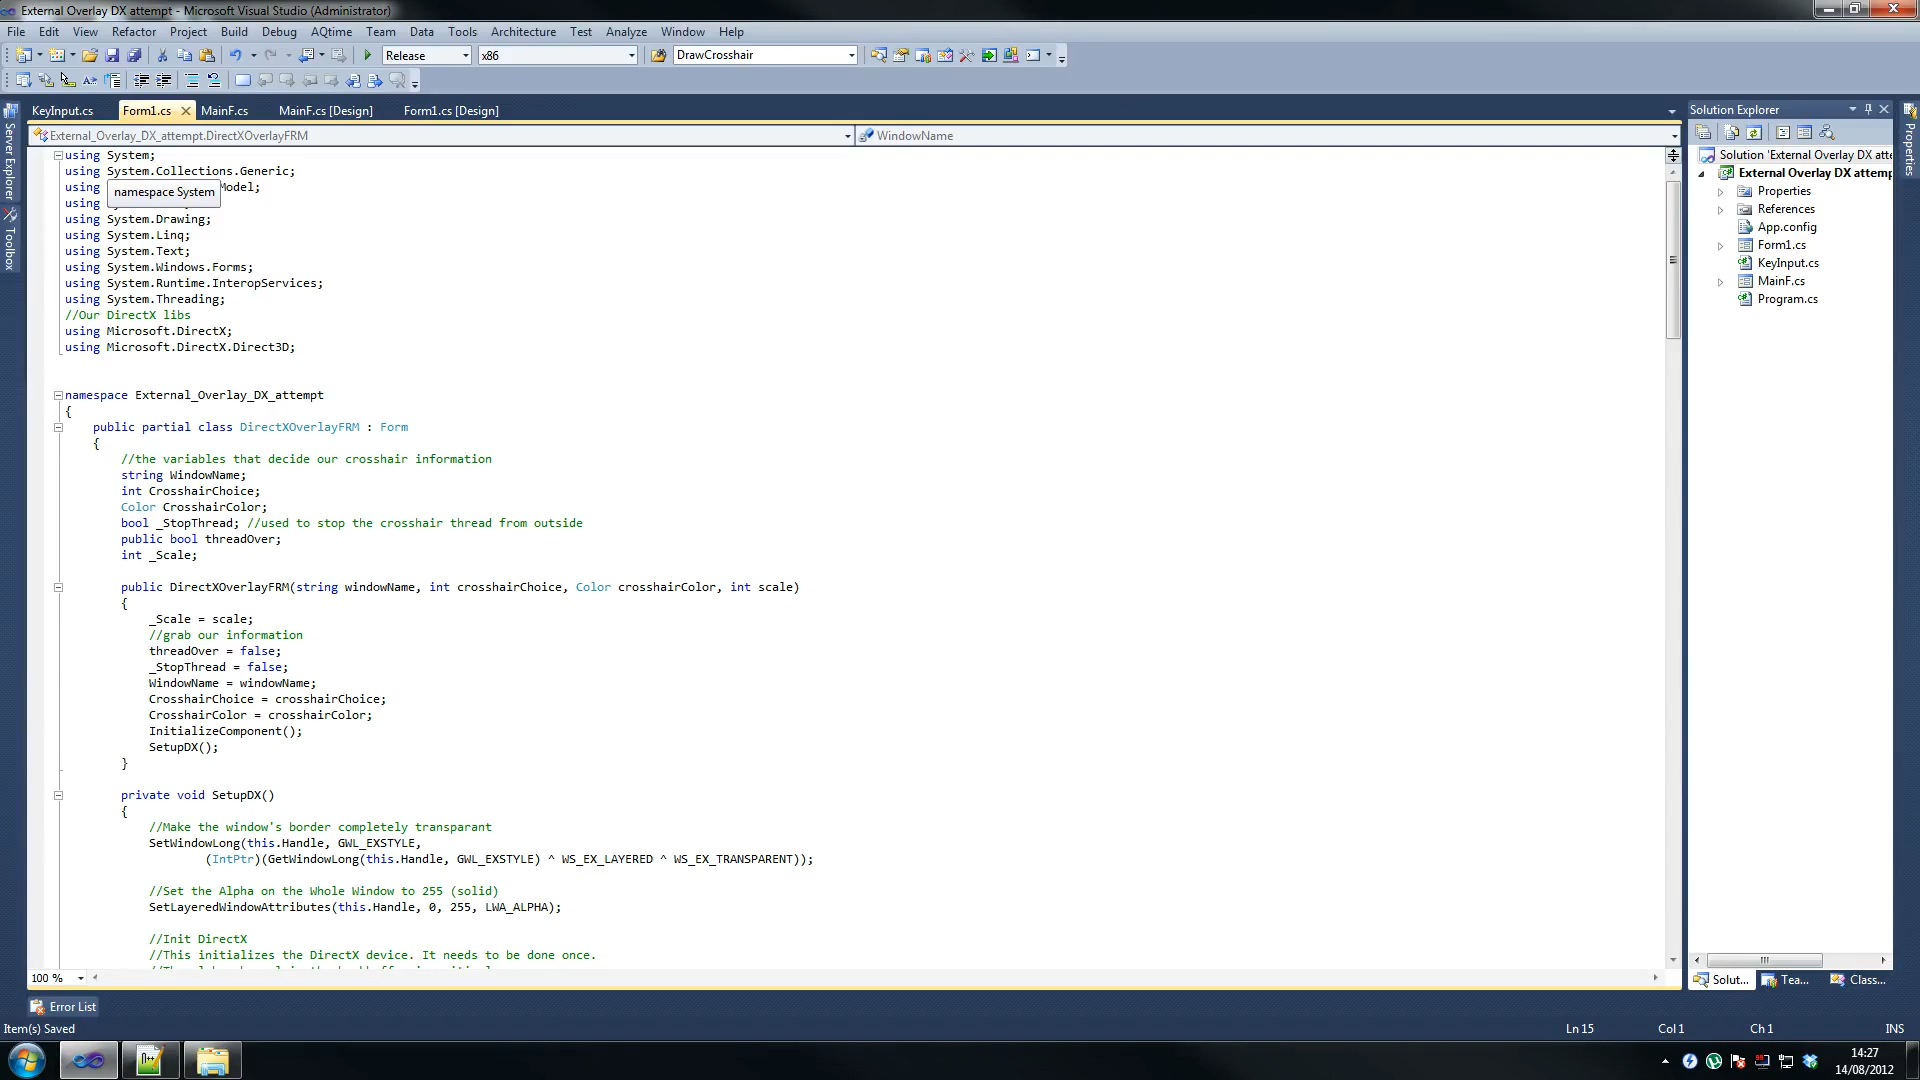 External Overlay DX attempt - Microsoft Visual Studio (Administrator)
File Edit View Refactor Project Build Debug AQtime Team Data Tools Architecture Test Analyze Window Help
Release x86 DrawCrosshair
KeyInput.cs Form1.cs MainF.cs MainF.cs [Design] Form1.cs [Design]
External_Overlay_DX_attempt.DirectXOverlayFRM WindowName
Server Explorer
Toolbox
using System;
using System.Collections.Generic;
using Model;
namespace System
using
using System.Drawing;
using System.Linq;
using System.Text;
using System.Windows.Forms;
using System.Runtime.InteropServices;
using System.Threading;
//Our DirectX libs
using Microsoft.DirectX;
using Microsoft.DirectX.Direct3D;
namespace External_Overlay_DX_attempt
{
public partial class DirectXOverlayFRM : Form
{
//the variables that decide our crosshair information
string WindowName;
int CrosshairChoice;
Color CrosshairColor;
bool _StopThread; //used to stop the crosshair thread from outside
public bool threadOver;
int _Scale;
public DirectXOverlayFRM(string windowName, int crosshairChoice, Color crosshairColor, int scale)
{
_Scale = scale;
//grab our information
threadOver = false;
_StopThread = false;
WindowName = windowName;
CrosshairChoice = crosshairChoice;
CrosshairColor = crosshairColor;
InitializeComponent();
SetupDX();
}
private void SetupDX()
{
//Make the window's border completely transparant
SetWindowLong(this.Handle, GWL_EXSTYLE,
(IntPtr)(GetWindowLong(this.Handle, GWL_EXSTYLE) ^ WS_EX_LAYERED ^ WS_EX_TRANSPARENT));
//Set the Alpha on the Whole Window to 255 (solid)
SetLayeredWindowAttributes(this.Handle, 0, 255, LWA_ALPHA);
//Init DirectX
//This initializes the DirectX device. It needs to be done once.
100 %
Solution Explorer
Solution 'External Overlay DX atte
External Overlay DX attemp
Properties
References
App.config
Form1.cs
KeyInput.cs
MainF.cs
Program.cs
Solut... Tea... Class...
Properties
Error List
Item(s) Saved Ln 15 Col 1 Ch 1 INS
14:27
14/08/2012